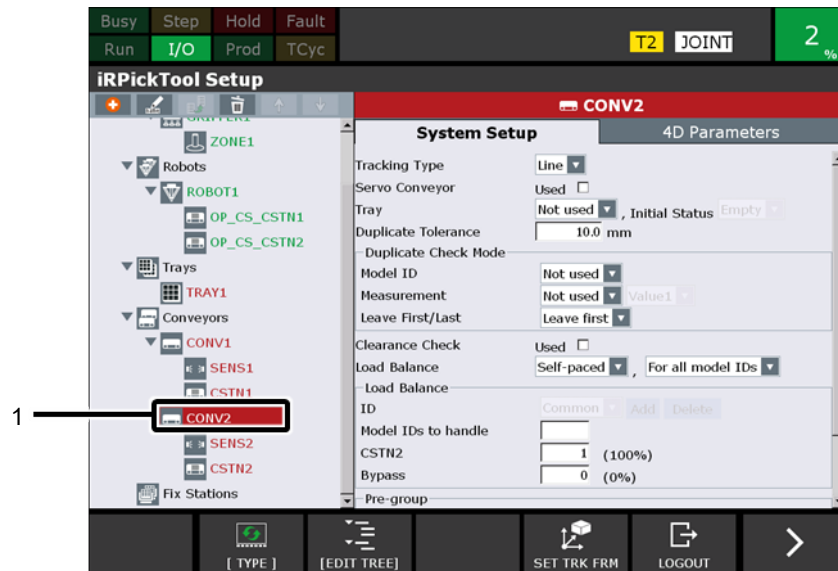 Busy Step Hold Fault
Run I/O Prod TCyc
T2 JOINT
2 %
iRPickTool Setup
CONV2
System Setup 4D Parameters
GRIPPER1
ZONE1
Robots
ROBOT1
OP_CS_CSTN1
OP_CS_CSTN2
Trays
TRAY1
Conveyors
CONV1
SENS1
CSTN1
1
CONV2
SENS2
CSTN2
Fix Stations
Tracking Type Line
Servo Conveyor Used
Tray Not used , Initial Status Empty
Duplicate Tolerance 10.0 mm
Duplicate Check Mode
Model ID Not used
Measurement Not used Value1
Leave First/Last Leave first
Clearance Check Used
Load Balance Self-paced , For all model IDs
Load Balance
ID Common Add Delete
Model IDs to handle
CSTN2 1 (100%)
Bypass 0 (0%)
Pre-group
[ TYPE ] [EDIT TREE] SET TRK FRM LOGOUT